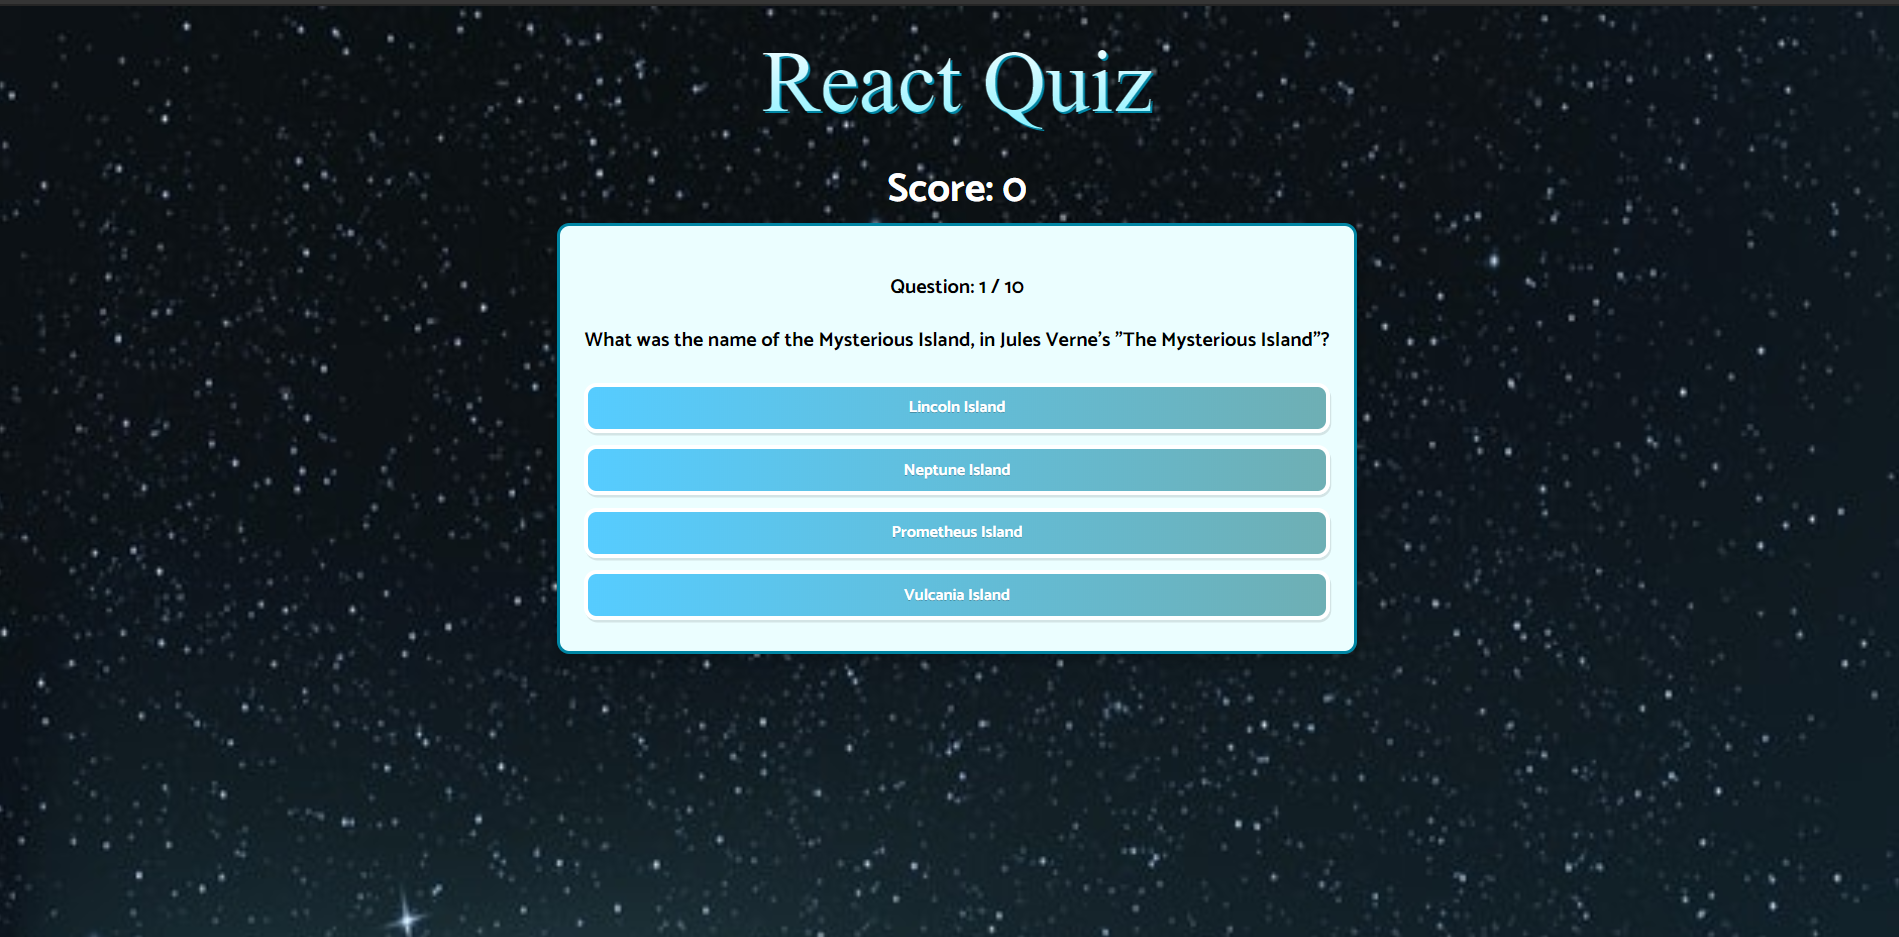 React Quiz
Score: 0
Question: 1 / 10
What was the name of the Mysterious Island, in Jules Verne’s ”The Mysterious Island”?
Lincoln Island
Neptune Island
Prometheus Island
Vulcania Island